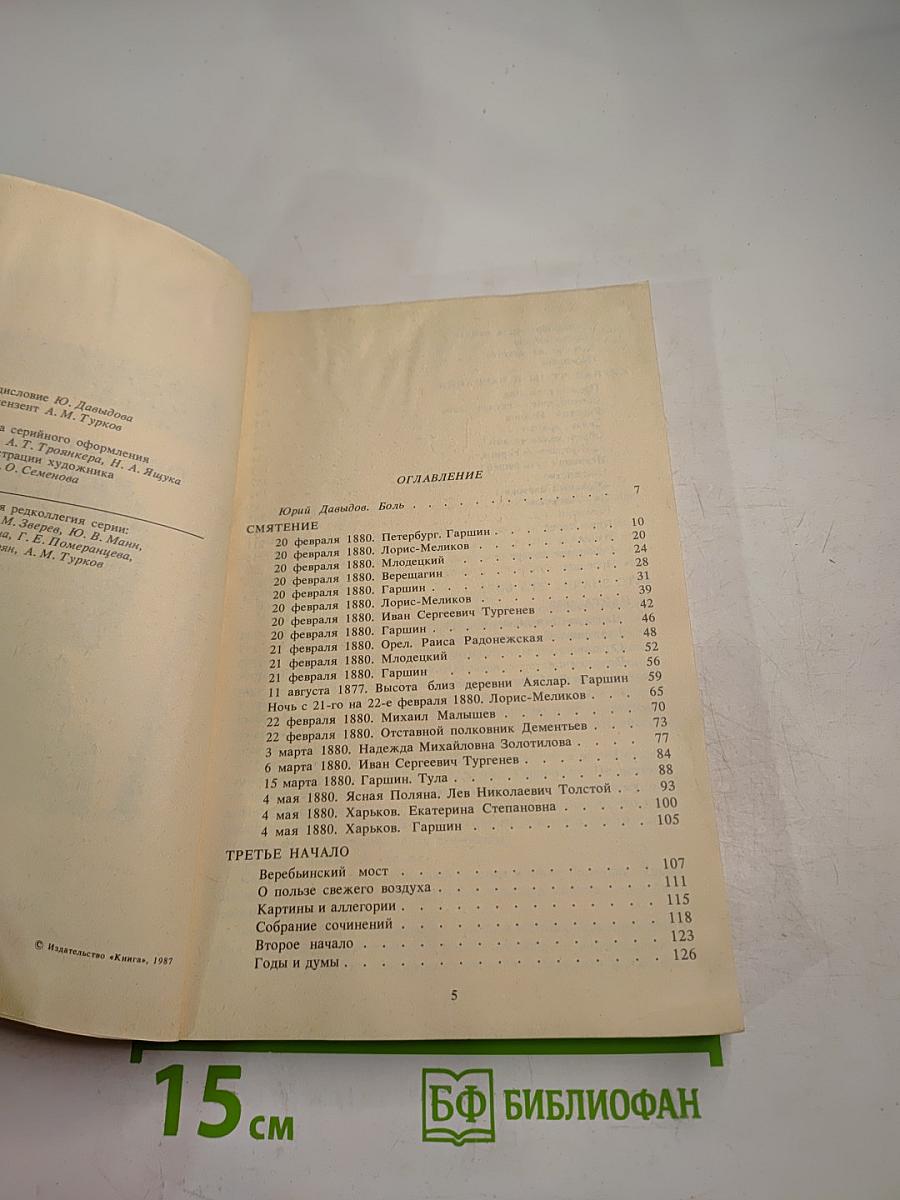 дисловие Ю. Давыдова
ензент А. М. Турков
а серийного оформления
А. Т. Троянкера, Н. А. Ящука
страции художника
О. Семенова
я редколлегия серии:
М. Зверев, Ю. В. Манн,
ва, Г. Е. Померанцева,
рян, А. М. Турков
© Издательство «Книга», 1987
ОГЛАВЛЕНИЕ
Юрий Давыдов. Боль . . . . . . . . . . . 7
СМЯТЕНИЕ
20 февраля 1880. Петербург. Гаршин . . . . . . . 10
20 февраля 1880. Лорис-Меликов . . . . . . . . 20
20 февраля 1880. Млодецкий . . . . . . . . . 24
20 февраля 1880. Верещагин . . . . . . . . . 28
20 февраля 1880. Гаршин . . . . . . . . . . 31
20 февраля 1880. Лорис-Меликов . . . . . . . . 39
20 февраля 1880. Иван Сергеевич Тургенев . . . . . 42
20 февраля 1880. Гаршин . . . . . . . . . . 46
21 февраля 1880. Орел. Раиса Радонежская . . . . . 48
21 февраля 1880. Млодецкий . . . . . . . . . 52
21 февраля 1880. Гаршин . . . . . . . . . . 56
11 августа 1877. Высота близ деревни Аяслар. Гаршин 59
Ночь с 21-го на 22-е февраля 1880. Лорис-Меликов . . . 65
22 февраля 1880. Михаил Малышев . . . . . . . . 70
22 февраля 1880. Отставной полковник Дементьев . . . 73
3 марта 1880. Надежда Михайловна Золотилова . . . . 77
6 марта 1880. Иван Сергеевич Тургенев . . . . . . 84
15 марта 1880. Гаршин. Тула . . . . . . . . . . 88
4 мая 1880. Ясная Поляна. Лев Николаевич Толстой . . 93
4 мая 1880. Харьков. Екатерина Степановна . . . . . 100
4 мая 1880. Харьков. Гаршин . . . . . . . . . . 105
ТРЕТЬЕ НАЧАЛО
Веребьинский мост . . . . . . . . . . . . . . 107
О пользе свежего воздуха . . . . . . . . . . . . 111
Картины и аллегории . . . . . . . . . . . . . . 115
Собрание сочинений . . . . . . . . . . . . . . 118
Второе начало . . . . . . . . . . . . . . . . 123
Годы и думы . . . . . . . . . . . . . . . . . 126
5
15 см
БФ БИБЛИОФАН